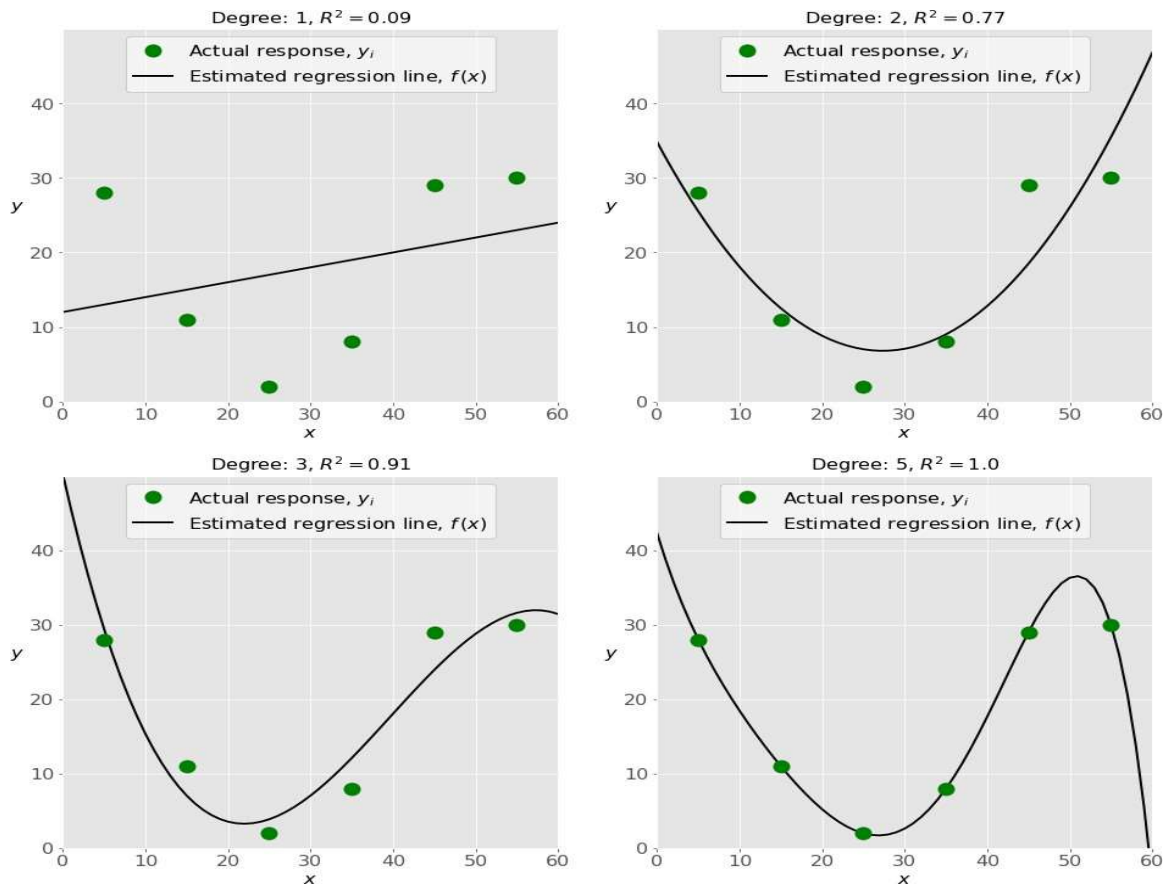 Degree: 1, R² = 0.09
Actual response, yᵢ
Estimated regression line, f(x)
40
30
y
20
10
0
0 10 20 30 40 50 60
x
Degree: 2, R² = 0.77
Actual response, yᵢ
Estimated regression line, f(x)
40
30
y
20
10
0
0 10 20 30 40 50 60
x
Degree: 3, R² = 0.91
Actual response, yᵢ
Estimated regression line, f(x)
40
30
y
20
10
0
0 10 20 30 40 50 60
x
Degree: 5, R² = 1.0
Actual response, yᵢ
Estimated regression line, f(x)
40
30
y
20
10
0
0 10 20 30 40 50 60
x